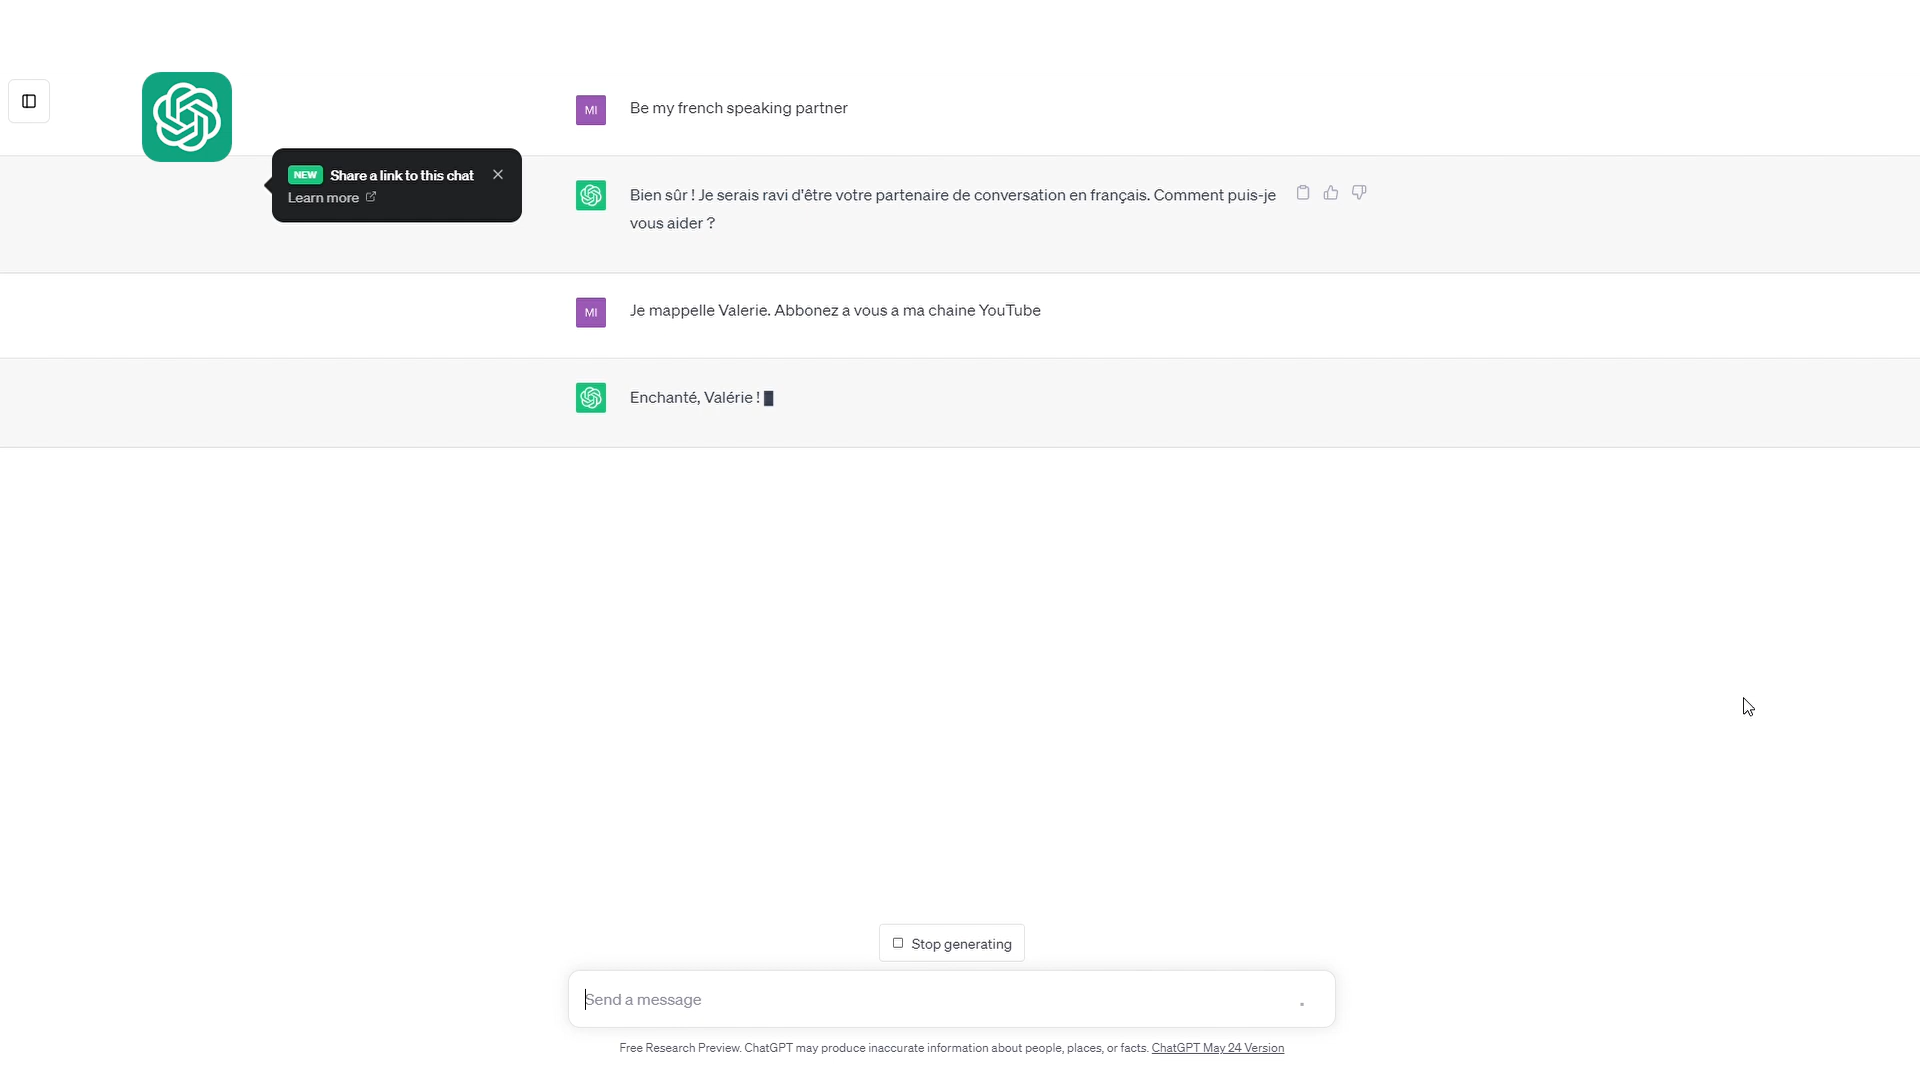 MI
Be my french speaking partner
NEW Share a link to this chat
Learn more
Bien sûr ! Je serais ravi d'être votre partenaire de conversation en français. Comment puis-je
vous aider ?
MI
Je mappelle Valerie. Abbonez a vous a ma chaine YouTube
Enchanté, Valérie !
Stop generating
Send a message
Free Research Preview. ChatGPT may produce inaccurate information about people, places, or facts. ChatGPT May 24 Version